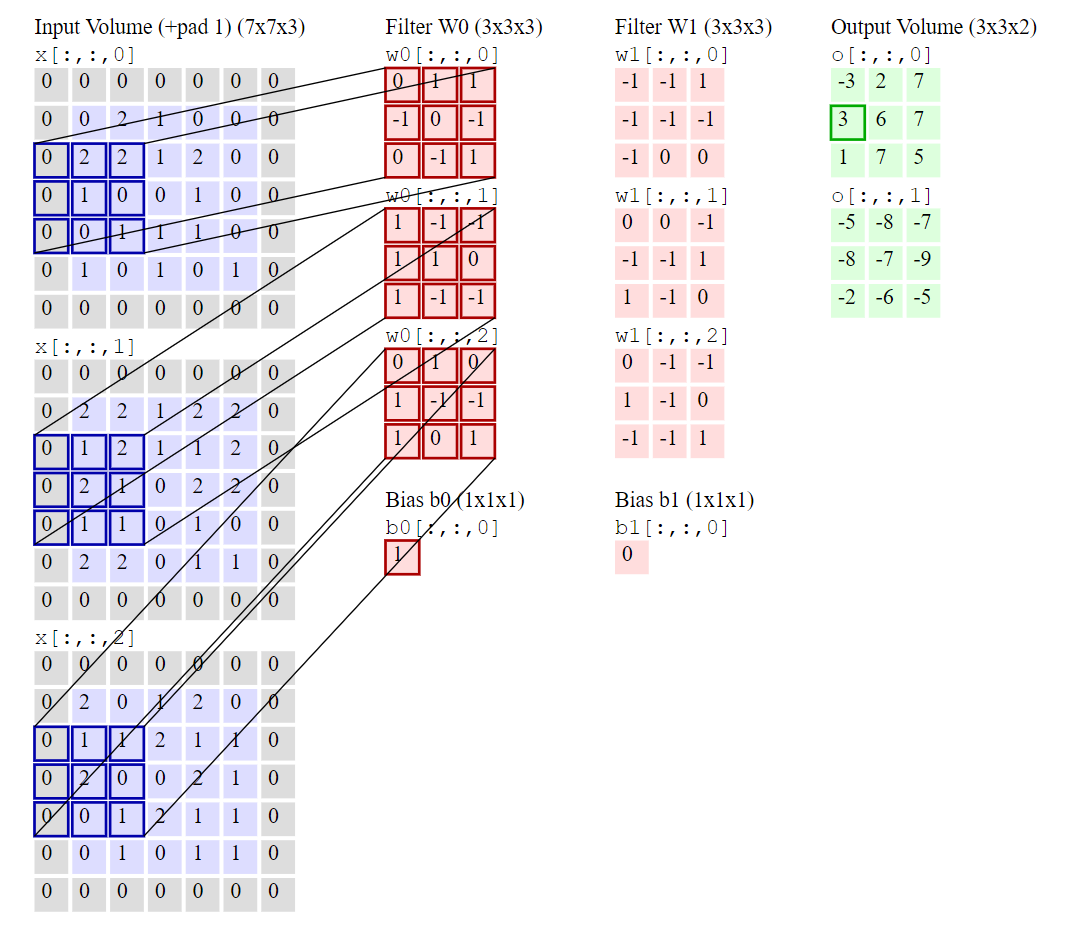 Input Volume (+pad 1) (7x7x3)
x[:,:,0]
0 0 0 0 0 0 0
0 0 2 1 0 0 0
0 2 2 1 2 0 0
0 1 0 0 1 0 0
0 0 1 1 1 0 0
0 1 0 1 0 1 0
0 0 0 0 0 0 0
x[:,:,1]
0 0 0 0 0 0 0
0 2 2 1 2 2 0
0 1 2 1 1 2 0
0 2 1 0 2 2 0
0 1 1 0 1 0 0
0 2 2 0 1 1 0
0 0 0 0 0 0 0
x[:,:,2]
0 0 0 0 0 0 0
0 2 0 1 2 0 0
0 1 1 2 1 1 0
0 2 0 0 2 1 0
0 0 1 2 1 1 0
0 0 1 0 1 1 0
0 0 0 0 0 0 0
Filter W0 (3x3x3)
w0[:,:,0]
0 1 1
-1 0 -1
0 -1 1
w0[:,:,1]
1 -1 -1
1 1 0
1 -1 -1
w0[:,:,2]
0 1 0
1 -1 -1
1 0 1
Bias b0 (1x1x1)
b0[:,:,0]
1
Filter W1 (3x3x3)
w1[:,:,0]
-1 -1 1
-1 -1 -1
-1 0 0
w1[:,:,1]
0 0 -1
-1 -1 1
1 -1 0
w1[:,:,2]
0 -1 -1
1 -1 0
-1 -1 1
Bias b1 (1x1x1)
b1[:,:,0]
0
Output Volume (3x3x2)
o[:,:,0]
-3 2 7
3 6 7
1 7 5
o[:,:,1]
-5 -8 -7
-8 -7 -9
-2 -6 -5